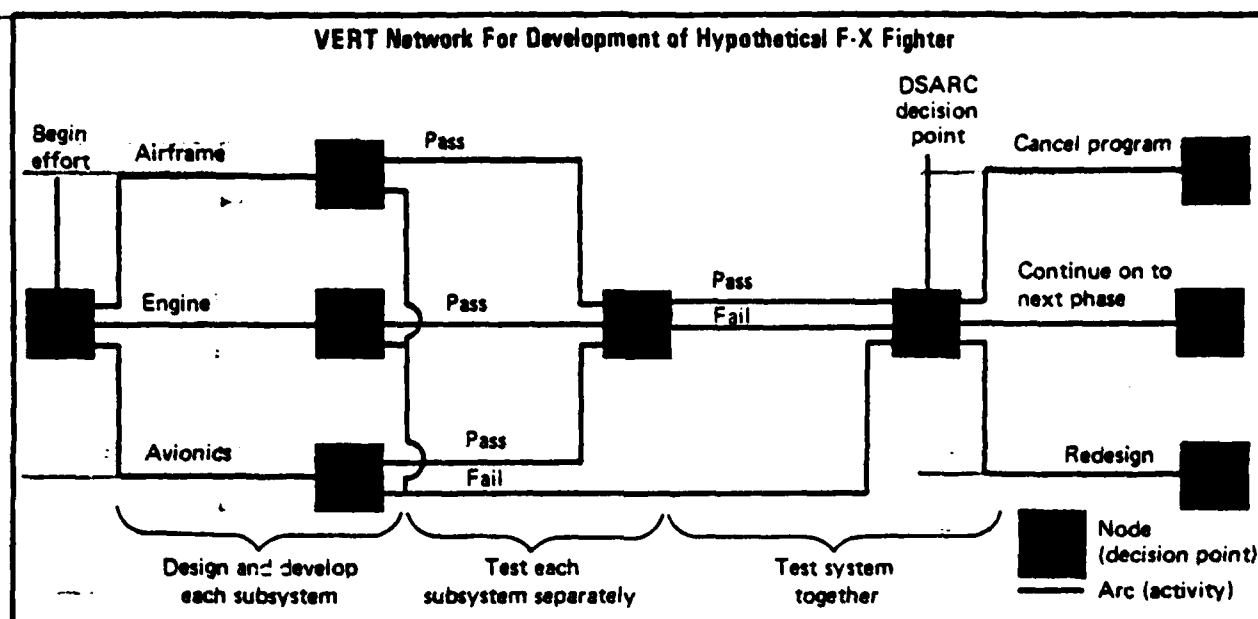 VERT Network For Development of Hypothetical F-X Fighter
DSARC
decision
point
Begin
effort
Airframe
Pass
Cancel program
Engine
Pass
Pass
Fail
Continue on to
next phase
Avionics
Pass
Fail
Redesign
Design and develop
each subsystem
Test each
subsystem separately
Test system
together
Node
(decision point)
Arc (activity)